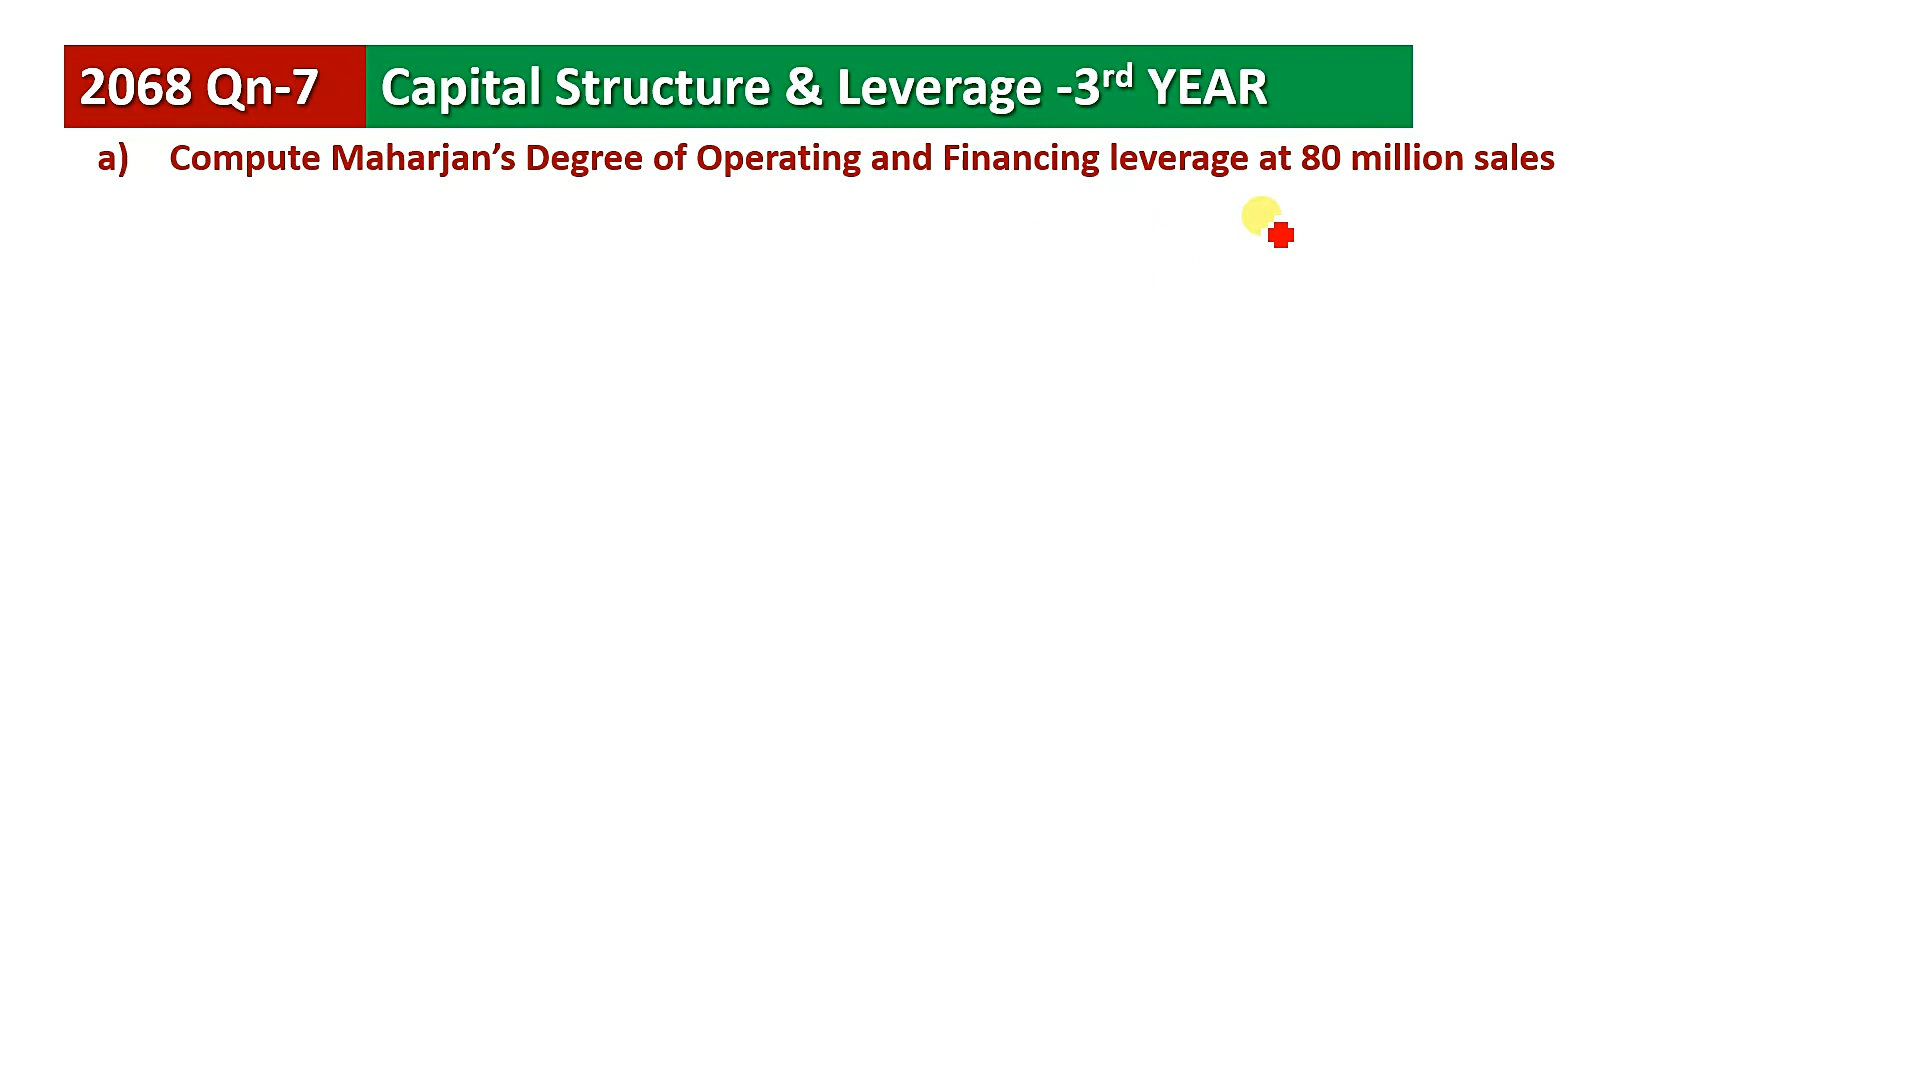 2068 Qn-7 Capital Structure & Leverage -3rd YEAR
a) Compute Maharjan’s Degree of Operating and Financing leverage at 80 million sales